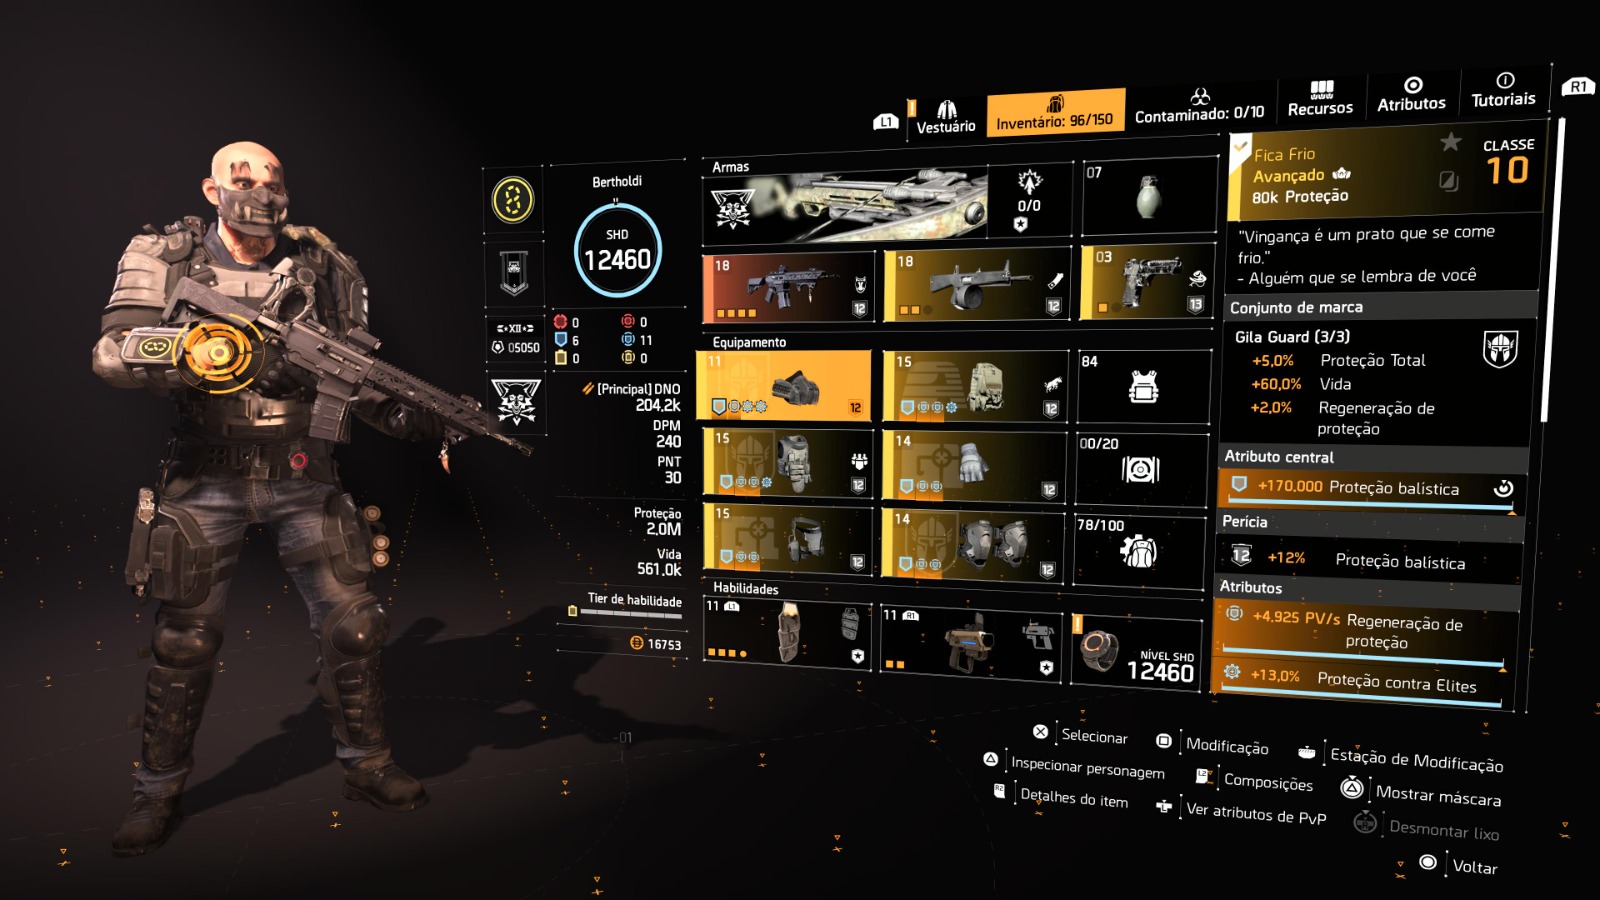 L1
Vestuário
Inventário: 96/150
Contaminado: 0/10
Recursos
Atributos
Tutoriais
R1
Bertholdi
SHD
12460
XII
05050
0
0
6
11
0
0
[Principal] DNO
204,2k
DPM
240
PNT
30
Proteção
2,0M
Vida
561,0k
Tier de habilidade
16753
Armas
0/0
07
18
12
18
12
03
13
Equipamento
11
12
15
12
84
15
12
14
12
00/20
15
12
14
12
78/100
Habilidades
11 L1
11 R1
NÍVEL SHD
12460
Fica Frio
Avançado
80k Proteção
CLASSE
10
"Vingança é um prato que se come
frio."
- Alguém que se lembra de você
Conjunto de marca
Gila Guard (3/3)
+5,0% Proteção Total
+60,0% Vida
+2,0% Regeneração de
proteção
Atributo central
+170,000 Proteção balística
Perícia
12 +12% Proteção balística
Atributos
+4.925 PV/s Regeneração de
proteção
+13,0% Proteção contra Elites
-01
Selecionar
Modificação
Estação de Modificação
Inspecionar personagem
L2 Composições
Mostrar máscara
R2 Detalhes do item
Ver atributos de PvP
Desmontar lixo
Voltar